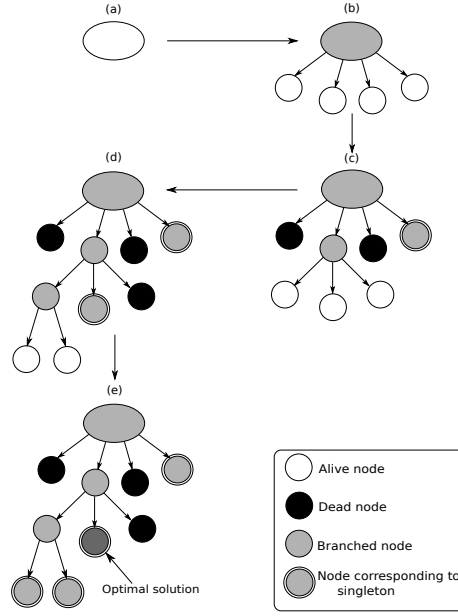 (a)
(b)
(d)
(c)
(e)
Alive node
Dead node
Branched node
Node corresponding to
singleton
Optimal solution